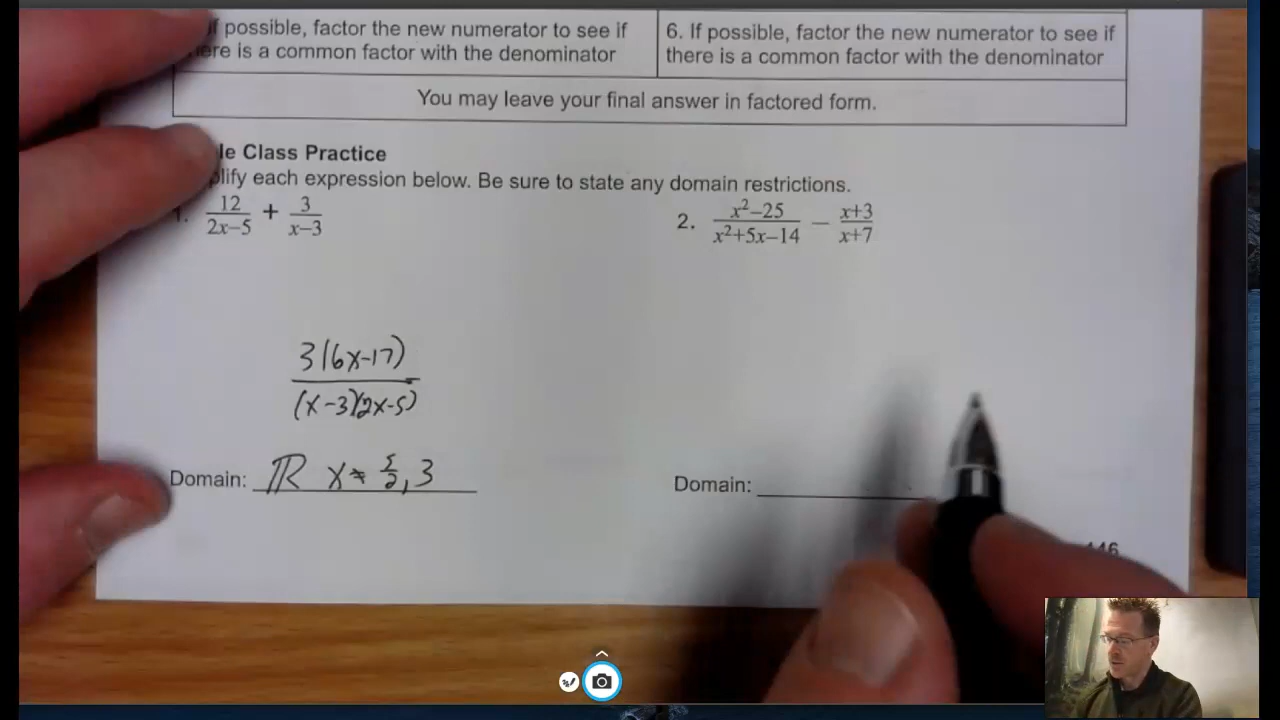 If possible, factor the new numerator to see if
there is a common factor with the denominator
6. If possible, factor the new numerator to see if
there is a common factor with the denominator
You may leave your final answer in factored form.
le Class Practice
plify each expression below. Be sure to state any domain restrictions.
1. 12/(2x–5) + 3/(x–3)
2. (x²–25)/(x²+5x–14) – (x+3)/(x+7)
3(6x-17)/(x-3)(2x-5)
Domain: ℝ x≠ 5/2, 3
Domain: